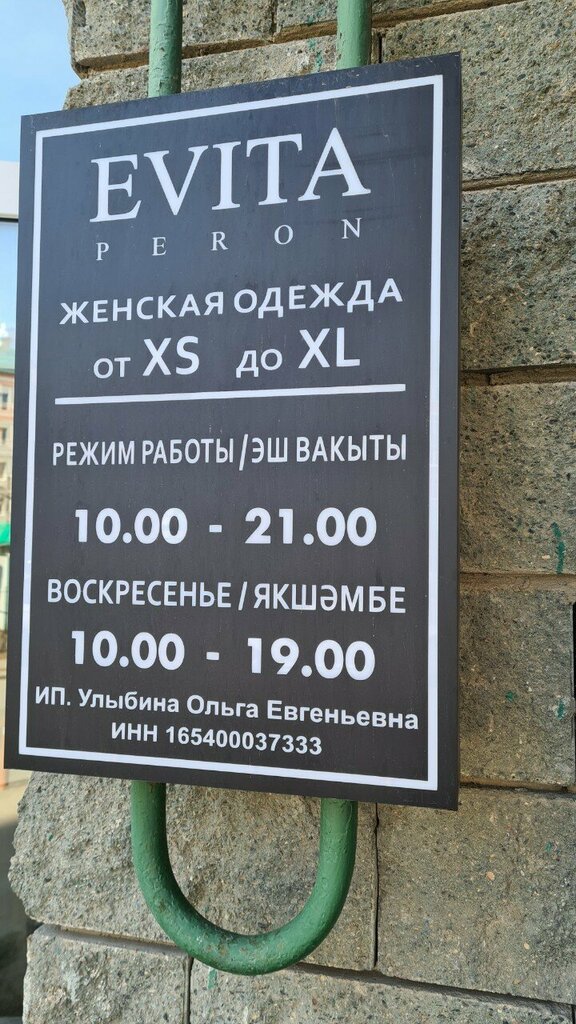 EVITA
PERON
ЖЕНСКАЯ ОДЕЖДА
от XS до XL
РЕЖИМ РАБОТЫ/ЭШ ВАКЫТЫ
10.00 - 21.00
ВОСКРЕСЕНЬЕ/ЯКШӘМБЕ
10.00 - 19.00
ИП. Улыбина Ольга Евгеньевна
ИНН 165400037333